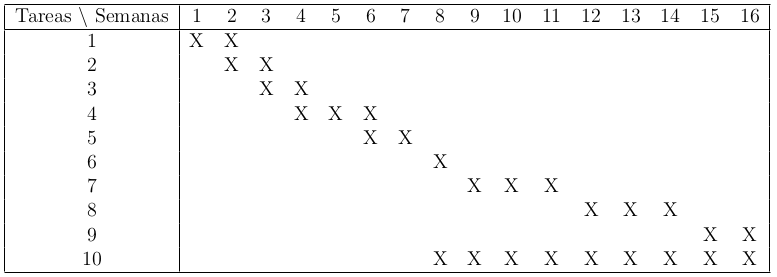 Tareas \ Semanas 1 2 3 4 5 6 7 8 9 10 11 12 13 14 15 16
1 X X
2 X X
3 X X
4 X X X
5 X X
6 X
7 X X X
8 X X X
9 X X
10 X X X X X X X X X